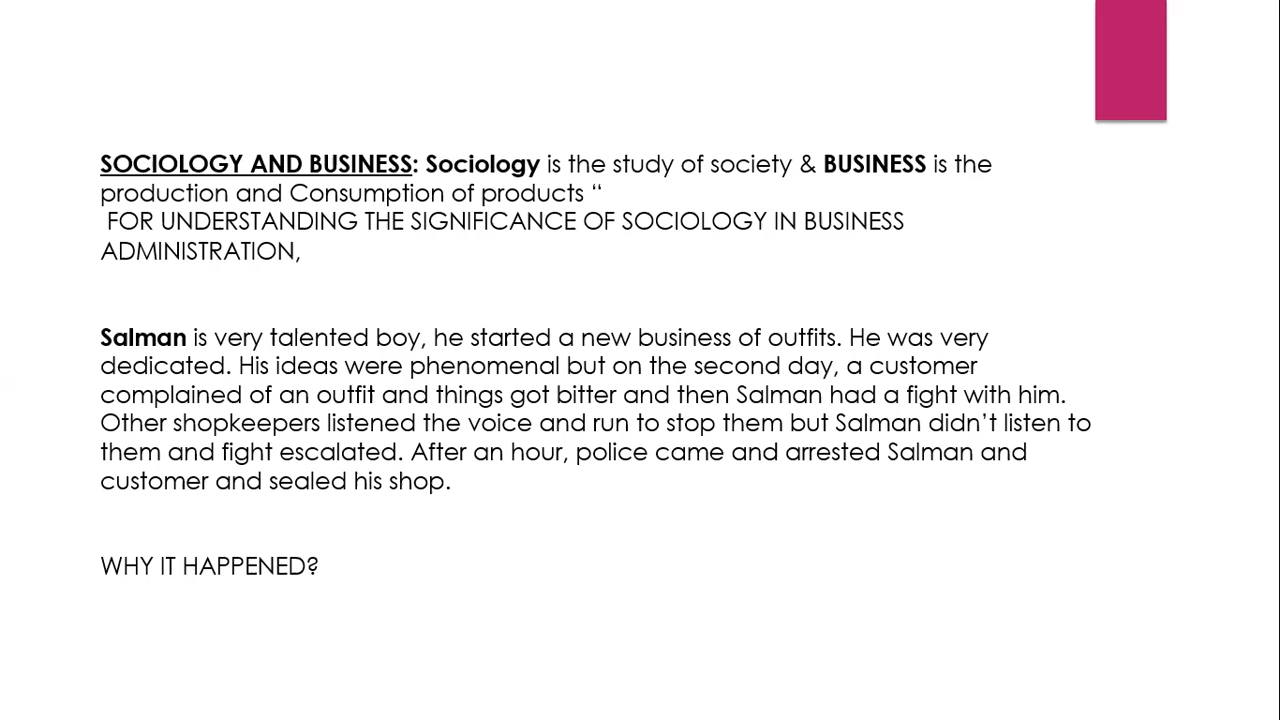 SOCIOLOGY AND BUSINESS: Sociology is the study of society & BUSINESS is the
production and Consumption of products “
FOR UNDERSTANDING THE SIGNIFICANCE OF SOCIOLOGY IN BUSINESS
ADMINISTRATION,
Salman is very talented boy, he started a new business of outfits. He was very
dedicated. His ideas were phenomenal but on the second day, a customer
complained of an outfit and things got bitter and then Salman had a fight with him.
Other shopkeepers listened the voice and run to stop them but Salman didn’t listen to
them and fight escalated. After an hour, police came and arrested Salman and
customer and sealed his shop.
WHY IT HAPPENED?